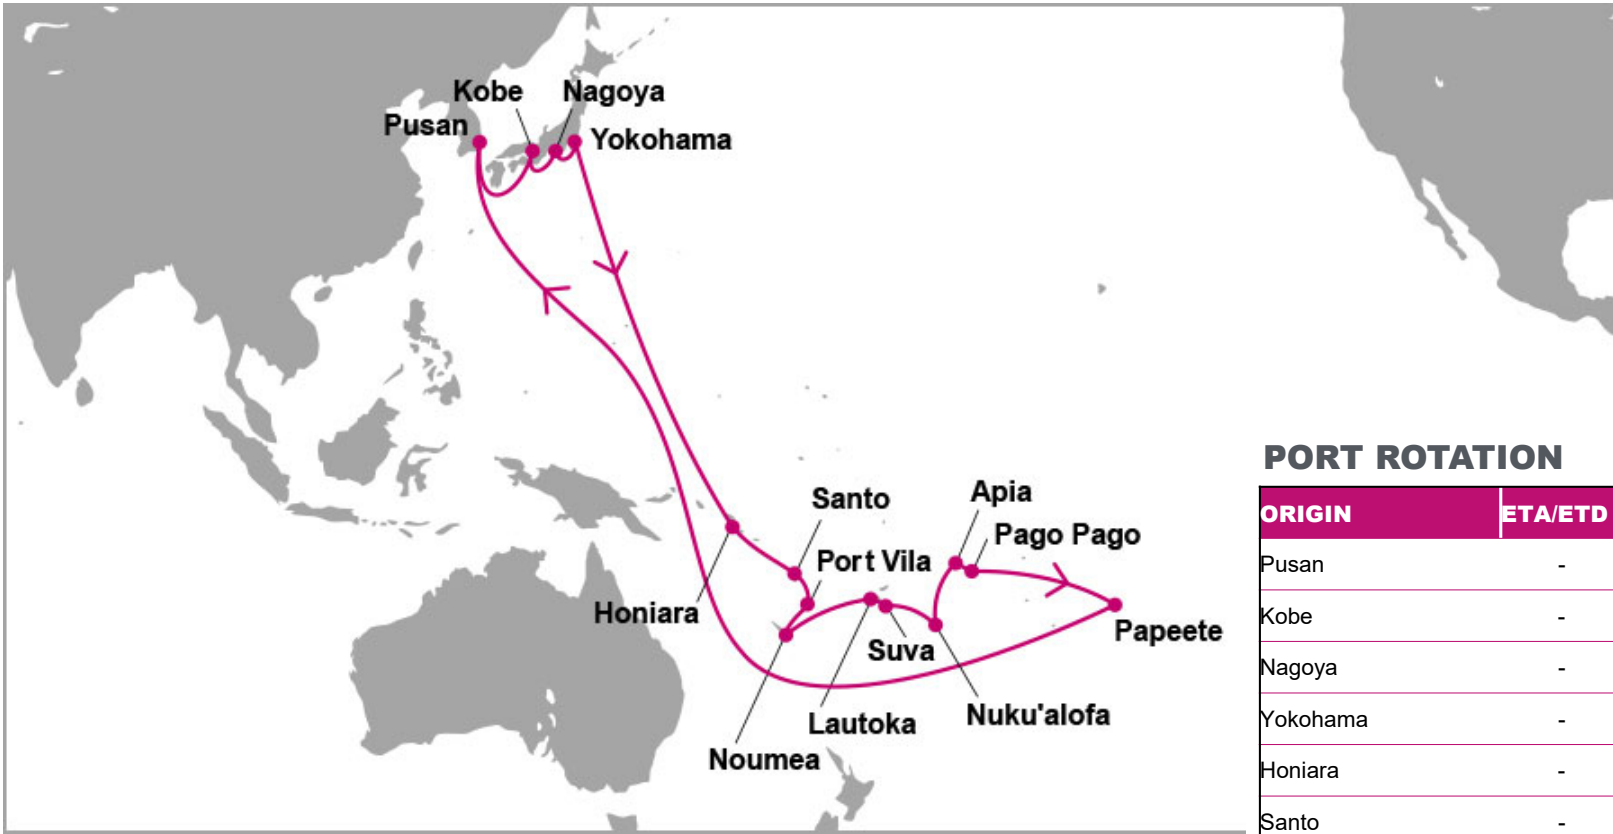 Kobe
Nagoya
Pusan
Yokohama
Santo
Apia
Pago Pago
Port Vila
Honiara
Papeete
Suva
Lautoka
Nuku'alofa
Noumea
PORT ROTATION
ORIGIN ETA/ETD
Pusan -
Kobe -
Nagoya -
Yokohama -
Honiara -
Santo -